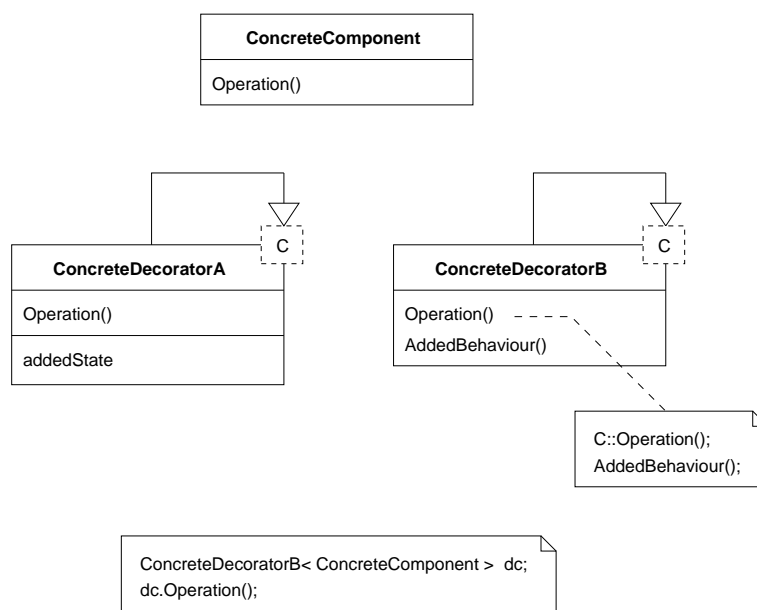 ConcreteComponent
Operation()
C
ConcreteDecoratorA
Operation()
addedState
C
ConcreteDecoratorB
Operation()
AddedBehaviour()
C::Operation();
AddedBehaviour();
ConcreteDecoratorB< ConcreteComponent > dc;
dc.Operation();